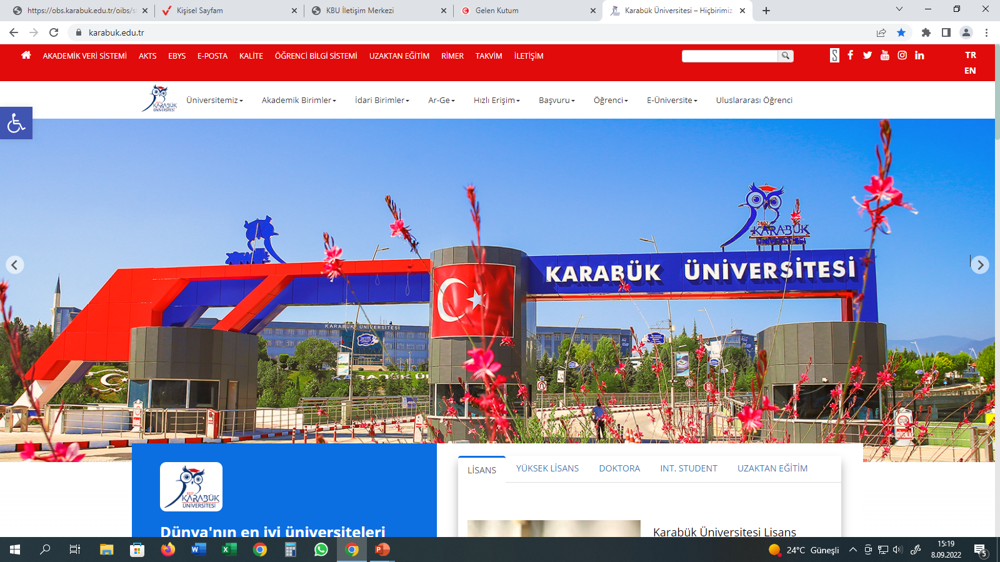 https://obs.karabuk.edu.tr/oibs/s
Kişisel Sayfam
KBU İletişim Merkezi
Gelen Kutum
Karabük Üniversitesi – Hiçbirimiz
karabuk.edu.tr
AKADEMİK VERİ SİSTEMİ AKTS EBYS E-POSTA KALİTE ÖĞRENCİ BİLGİ SİSTEMİ UZAKTAN EĞİTİM RİMER TAKVİM İLETİŞİM
TR
EN
KARABÜK
ÜNİVERSİTESİ
Üniversitemiz Akademik Birimler İdari Birimler Ar-Ge Hızlı Erişim Başvuru Öğrenci E-Üniversite Uluslararası Öğrenci
2007
KARABÜK
ÜNİVERSİTESİ
KARABÜK ÜNİVERSİTESİ
KARABÜK ÜNİVERSİTESİ
KARABÜK Ü
2007
KARABÜK
ÜNİVERSİTESİ
Dünya'nın en iyi üniversiteleri
LİSANS YÜKSEK LİSANS DOKTORA INT. STUDENT UZAKTAN EĞİTİM
Karabük Üniversitesi Lisans
24°C Güneşli
15:19
8.09.2022
5